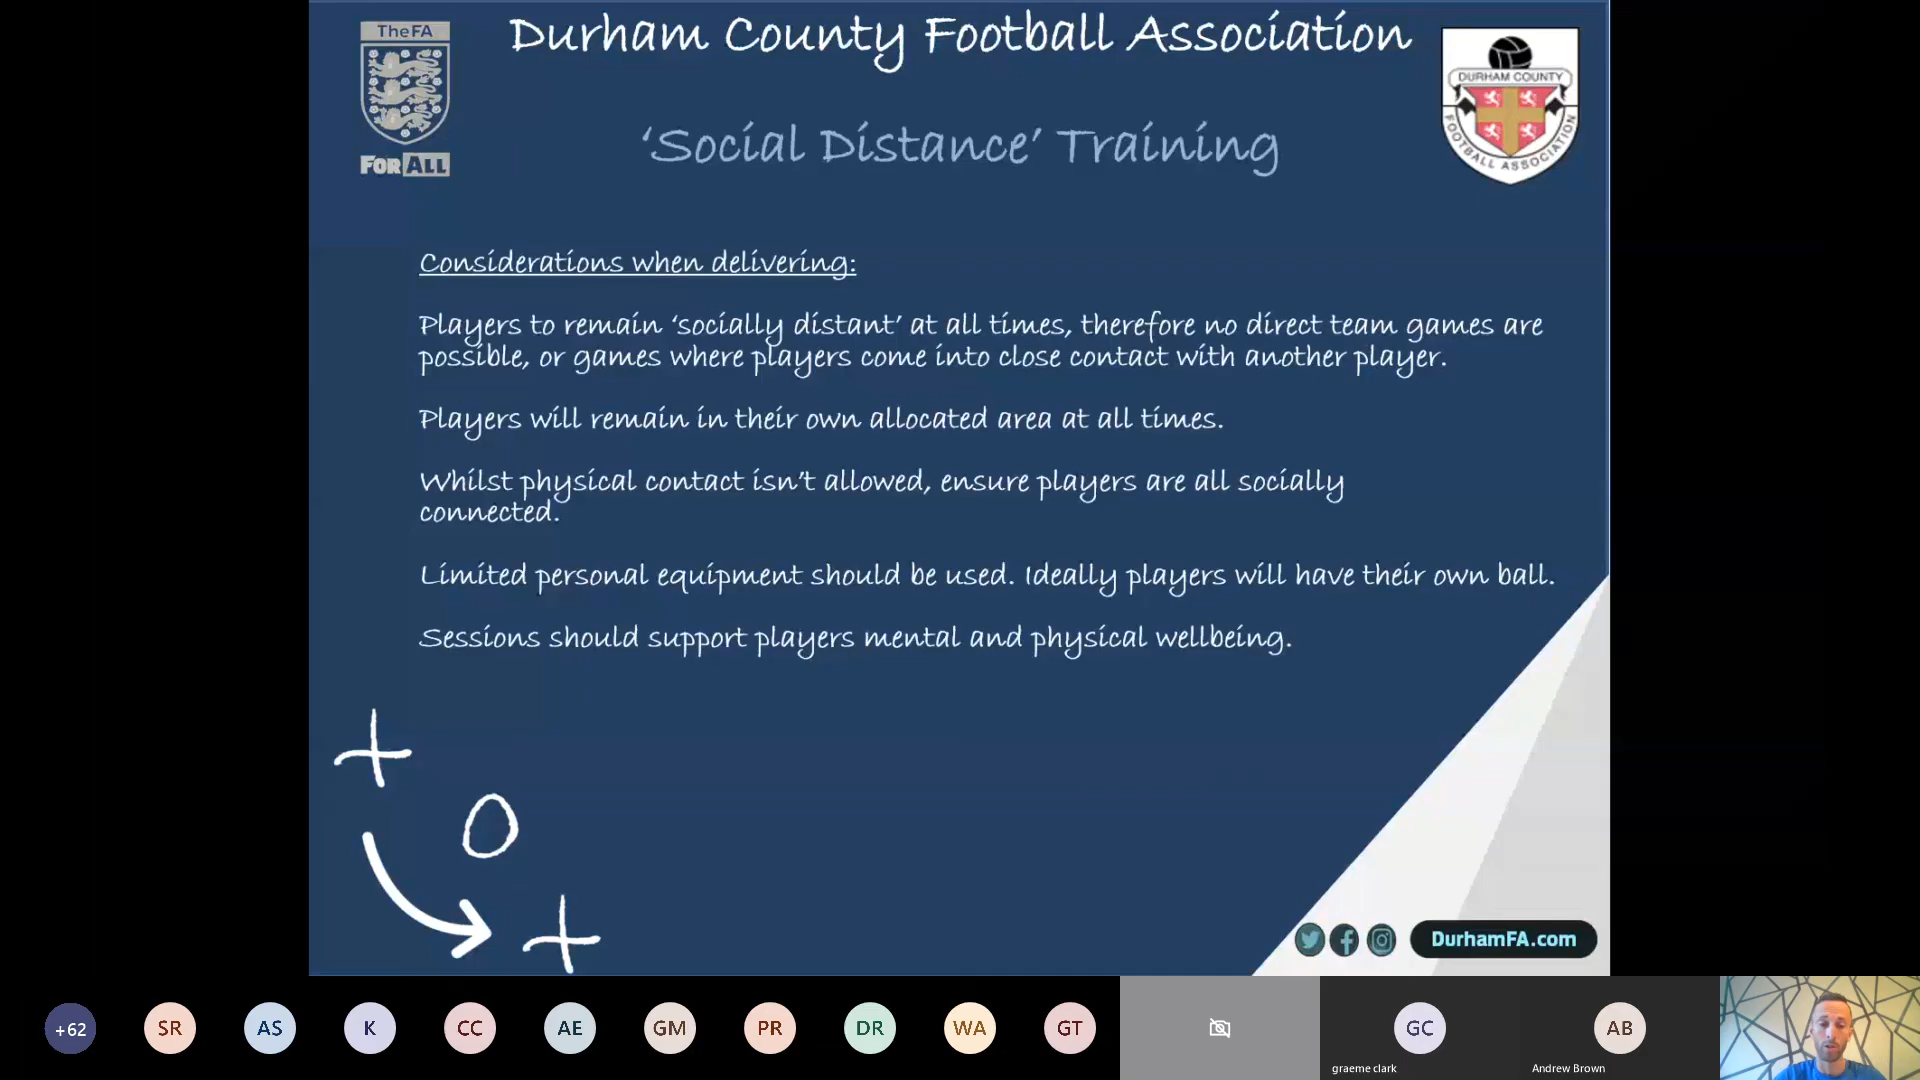 TheFA
FOR ALL
Durham County Football Association
DURHAM COUNTY
FOOTBALL ASSOCIATION
‘Social Distance’ Training
Considerations when delivering:
Players to remain ‘socially distant’ at all times, therefore no direct team games are
possible, or games where players come into close contact with another player.
Players will remain in their own allocated area at all times.
Whilst physical contact isn’t allowed, ensure players are all socially
connected.
Limited personal equipment should be used. Ideally players will have their own ball.
Sessions should support players mental and physical wellbeing.
DurhamFA.com
+62
SR
AS
K
CC
AE
GM
PR
DR
WA
GT
GC
AB
graeme clark
Andrew Brown